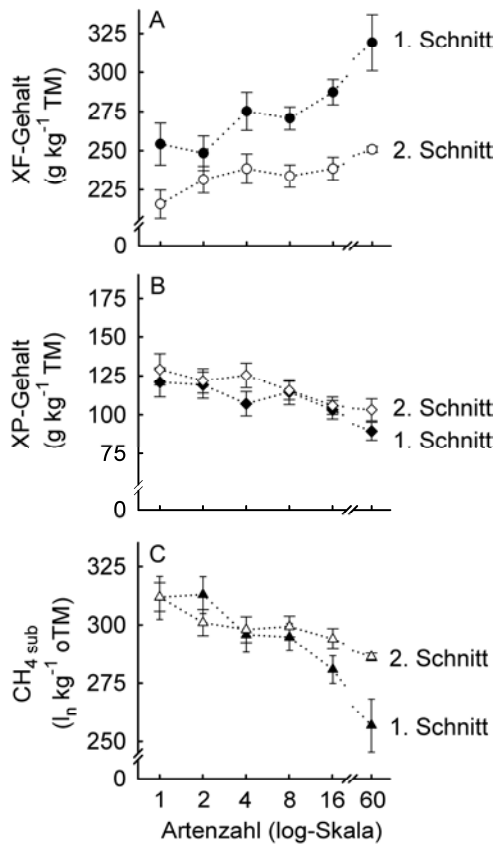 A
XF-Gehalt
(g kg⁻¹ TM)
325
300
275
250
225
0
1. Schnitt
2. Schnitt
B
XP-Gehalt
(g kg⁻¹ TM)
175
150
125
100
75
0
2. Schnitt
1. Schnitt
C
CH₄ sub
(lₙ kg⁻¹ oTM)
325
300
275
250
0
2. Schnitt
1. Schnitt
1 2 4 8 16 60
Artenzahl (log-Skala)